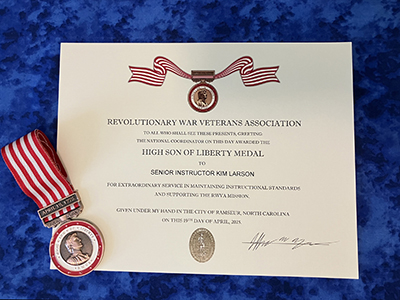 REVOLUTIONARY WAR VETERANS ASSOCIATION
TO ALL WHO SHALL SEE THESE PRESENTS, GREETING
THE NATIONAL COORDINATOR ON THIS DAY AWARDED THE
HIGH SON OF LIBERTY MEDAL
TO
SENIOR INSTRUCTOR KIM LARSON
FOR EXTRAORDINARY SERVICE IN MAINTAINING INSTRUCTIONAL STANDARDS
AND SUPPORTING THE RWVA MISSION.
GIVEN UNDER MY HAND IN THE CITY OF RAMSEUR, NORTH CAROLINA
ON THIS 19TH DAY OF APRIL, 2025